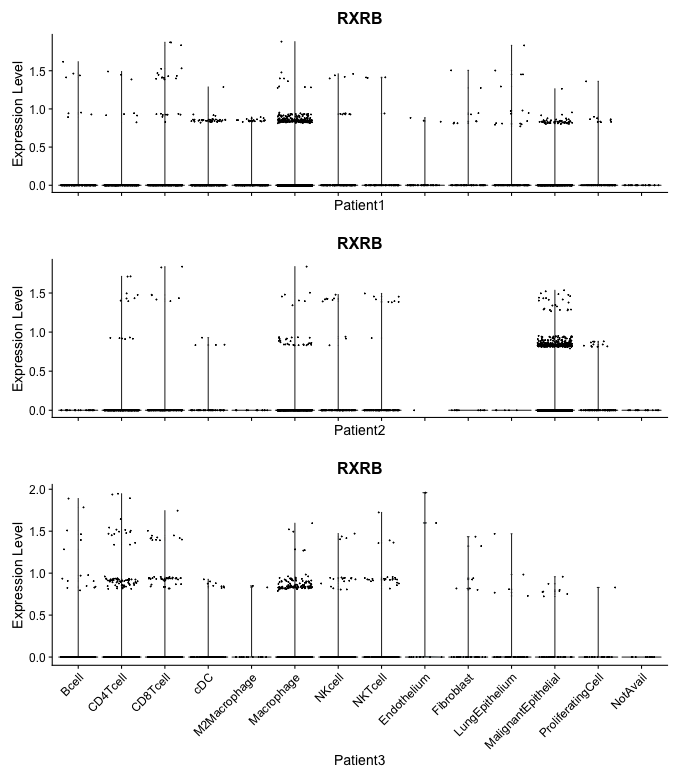 RXRB
Expression Level
1.5
1.0
0.5
0.0
Patient1
RXRB
Expression Level
1.5
1.0
0.5
0.0
Patient2
RXRB
Expression Level
2.0
1.5
1.0
0.5
0.0
Bcell
CD4Tcell
CD8Tcell
cDC
M2Macrophage
Macrophage
NKcell
NKTcell
Endothelium
Fibroblast
LungEpithelium
MalignantEpithelial
ProliferatingCell
NotAvail
Patient3